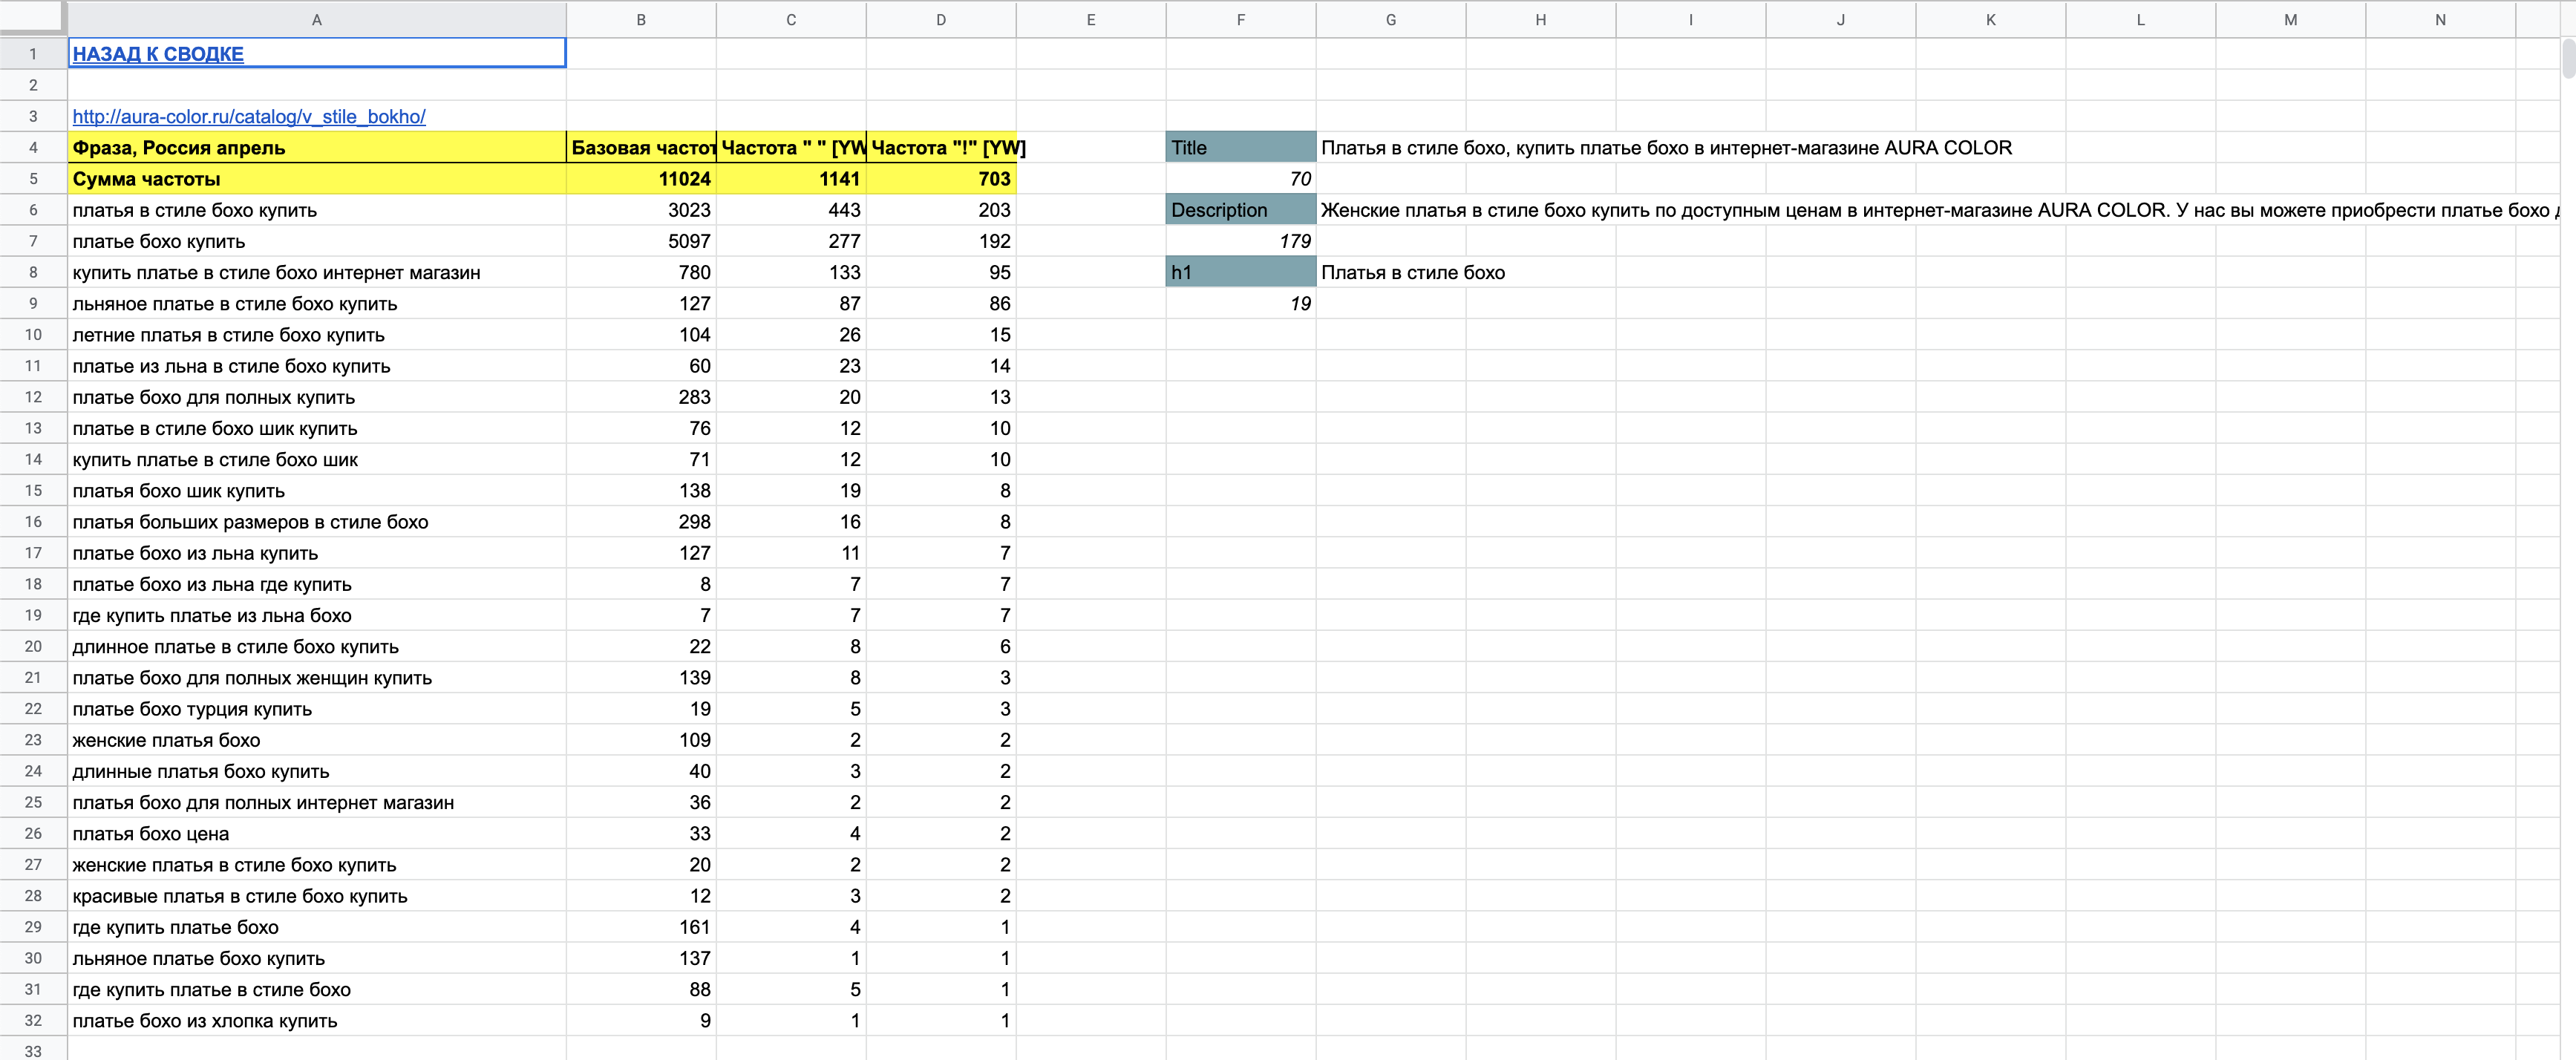 A B C D E F G H I J K L M N
1 НАЗАД К СВОДКЕ
2
3 http://aura-color.ru/catalog/v_stile_bokho/
4 Фраза, Россия апрель Базовая частот Частота " " [YW Частота "!" [YW] Title Платья в стиле бохо, купить платье бохо в интернет-магазине AURA COLOR
5 Сумма частоты 11024 1141 703 70
6 платья в стиле бохо купить 3023 443 203 Description Женские платья в стиле бохо купить по доступным ценам в интернет-магазине AURA COLOR. У нас вы можете приобрести платье бохо
7 платье бохо купить 5097 277 192 179
8 купить платье в стиле бохо интернет магазин 780 133 95 h1 Платья в стиле бохо
9 льняное платье в стиле бохо купить 127 87 86 19
10 летние платья в стиле бохо купить 104 26 15
11 платье из льна в стиле бохо купить 60 23 14
12 платье бохо для полных купить 283 20 13
13 платье в стиле бохо шик купить 76 12 10
14 купить платье в стиле бохо шик 71 12 10
15 платья бохо шик купить 138 19 8
16 платья больших размеров в стиле бохо 298 16 8
17 платье бохо из льна купить 127 11 7
18 платье бохо из льна где купить 8 7 7
19 где купить платье из льна бохо 7 7 7
20 длинное платье в стиле бохо купить 22 8 6
21 платье бохо для полных женщин купить 139 8 3
22 платье бохо турция купить 19 5 3
23 женские платья бохо 109 2 2
24 длинные платья бохо купить 40 3 2
25 платья бохо для полных интернет магазин 36 2 2
26 платья бохо цена 33 4 2
27 женские платья в стиле бохо купить 20 2 2
28 красивые платья в стиле бохо купить 12 3 2
29 где купить платье бохо 161 4 1
30 льняное платье бохо купить 137 1 1
31 где купить платье в стиле бохо 88 5 1
32 платье бохо из хлопка купить 9 1 1
33